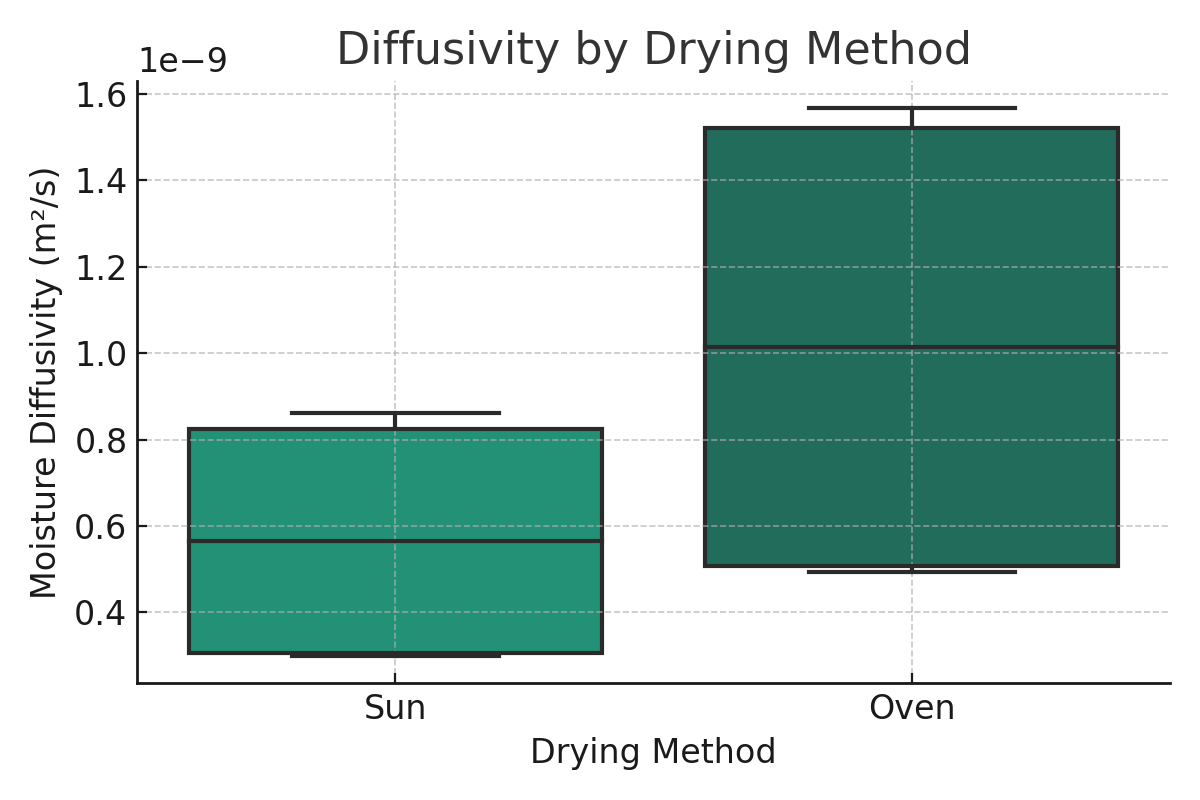 Diffusivity by Drying Method
1e−9
1.6
1.4
1.2
1.0
0.8
0.6
0.4
Moisture Diffusivity (m²/s)
Sun
Oven
Drying Method